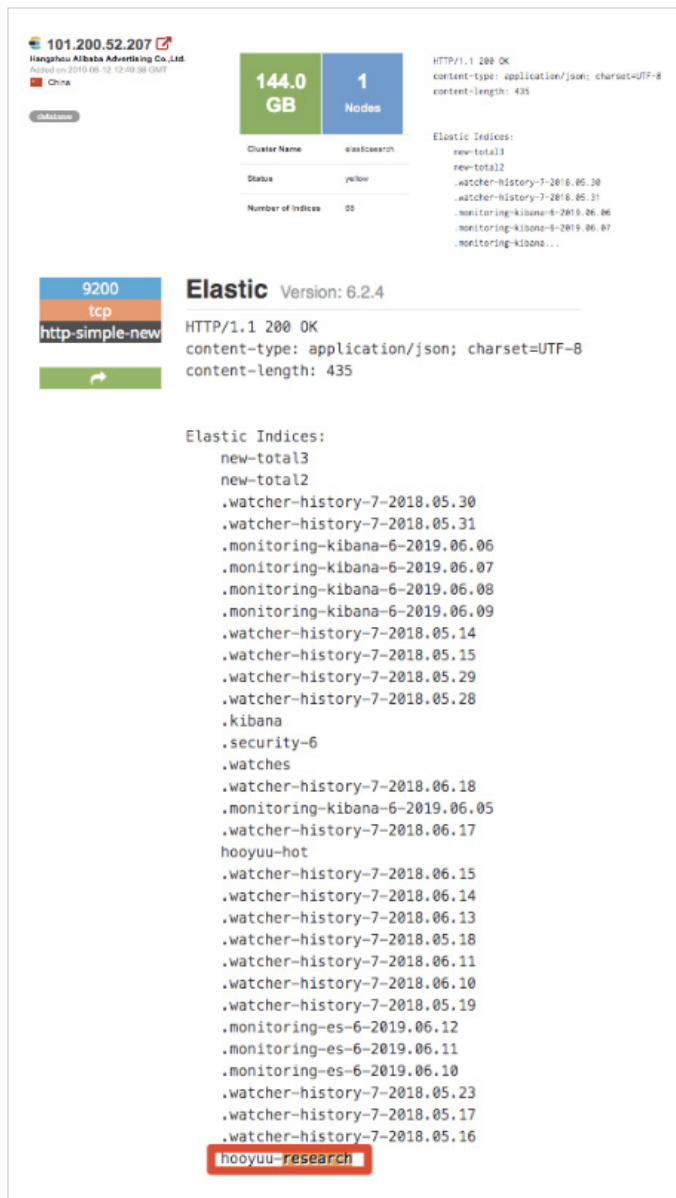 101.200.52.207
Hangzhou Alibaba Advertising Co.,Ltd.
Added on 2019-06-12 12:49:38 GMT
China
database
144.0 GB
1 Nodes
Cluster Name elasticsearch
Status yellow
Number of Indices 68
HTTP/1.1 200 OK
content-type: application/json; charset=UTF-8
content-length: 435
Elastic Indices:
new-total3
new-total2
.watcher-history-7-2018.05.30
.watcher-history-7-2018.05.31
.monitoring-kibana-6-2019.06.06
.monitoring-kibana-6-2019.06.07
.monitoring-kibana...
9200
tcp
http-simple-new
Elastic Version: 6.2.4
HTTP/1.1 200 OK
content-type: application/json; charset=UTF-8
content-length: 435
Elastic Indices:
new-total3
new-total2
.watcher-history-7-2018.05.30
.watcher-history-7-2018.05.31
.monitoring-kibana-6-2019.06.06
.monitoring-kibana-6-2019.06.07
.monitoring-kibana-6-2019.06.08
.monitoring-kibana-6-2019.06.09
.watcher-history-7-2018.05.14
.watcher-history-7-2018.05.15
.watcher-history-7-2018.05.29
.watcher-history-7-2018.05.28
.kibana
.security-6
.watches
.watcher-history-7-2018.06.18
.monitoring-kibana-6-2019.06.05
.watcher-history-7-2018.06.17
hooyuu-hot
.watcher-history-7-2018.06.15
.watcher-history-7-2018.06.14
.watcher-history-7-2018.06.13
.watcher-history-7-2018.05.18
.watcher-history-7-2018.06.11
.watcher-history-7-2018.06.10
.watcher-history-7-2018.05.19
.monitoring-es-6-2019.06.12
.monitoring-es-6-2019.06.11
.monitoring-es-6-2019.06.10
.watcher-history-7-2018.05.23
.watcher-history-7-2018.05.17
.watcher-history-7-2018.05.16
hooyuu-research